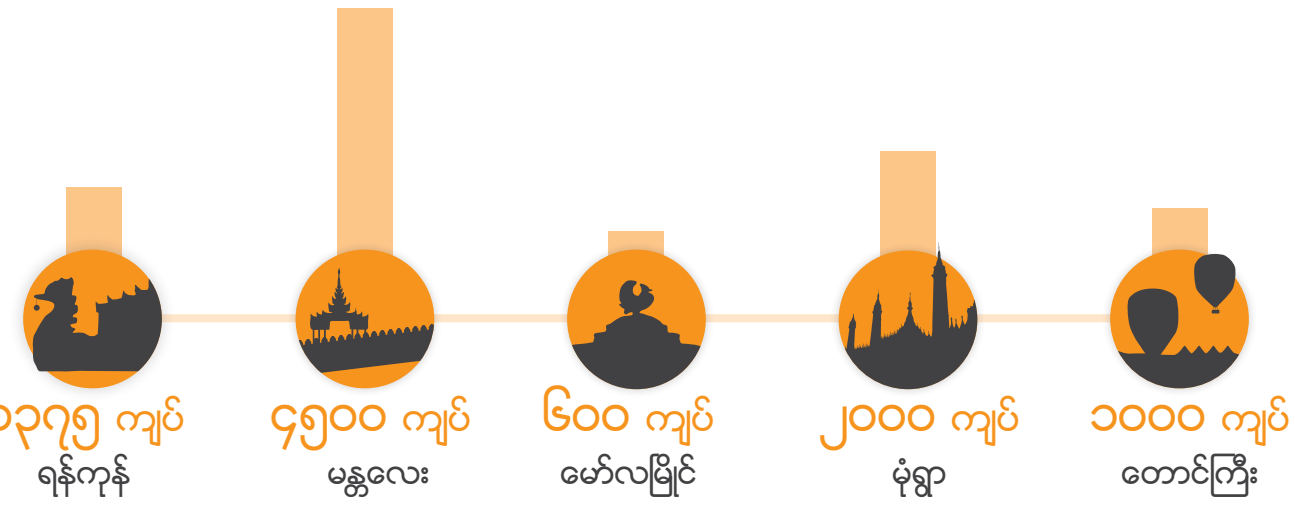 ၁၃၇၅ ကျပ်
ရန်ကုန်
၄၅၀၀ ကျပ်
မန္တလေး
၆၀၀ ကျပ်
မော်လမြိုင်
၂၀၀၀ ကျပ်
မုံရွာ
၁၀၀၀ ကျပ်
တောင်ကြီး